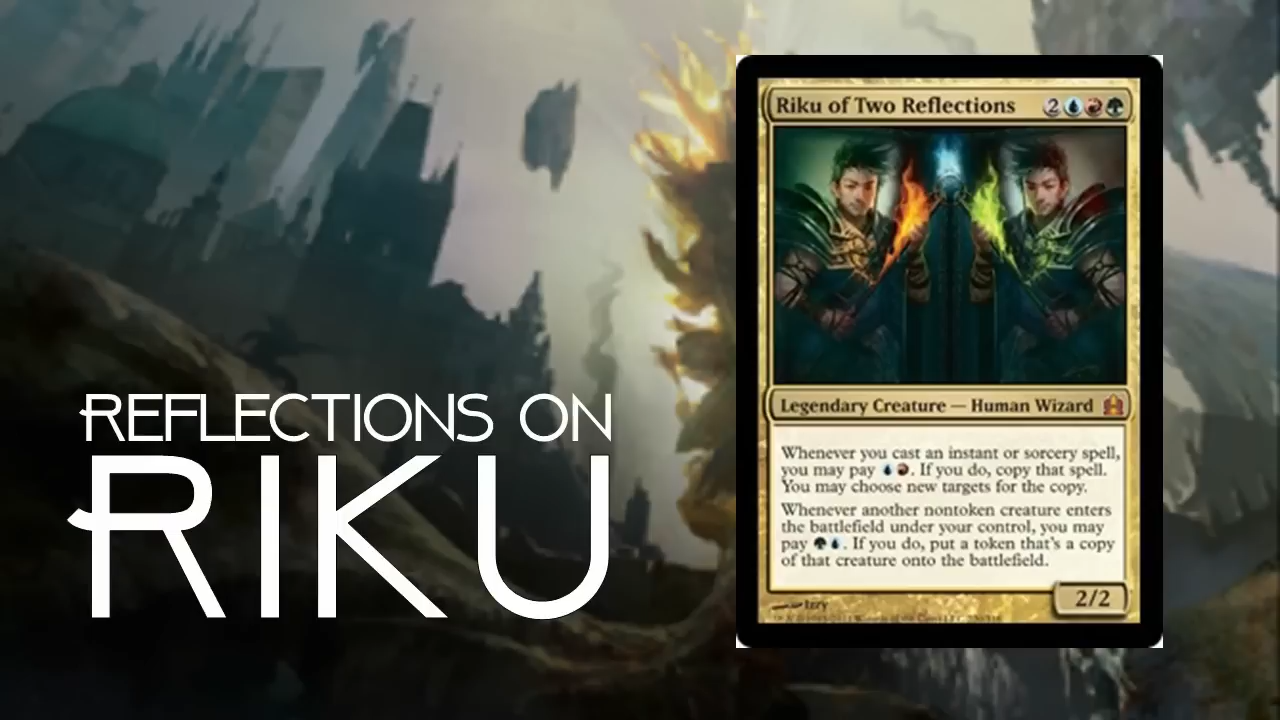 REFLECTIONS ON
RIKU
Riku of Two Reflections 2
Legendary Creature — Human Wizard
Whenever you cast an instant or sorcery spell,
you may pay . If you do, copy that spell.
You may choose new targets for the copy.
Whenever another nontoken creature enters
the battlefield under your control, you may
pay . If you do, put a token that's a copy
of that creature onto the battlefield.
2/2
Izzy